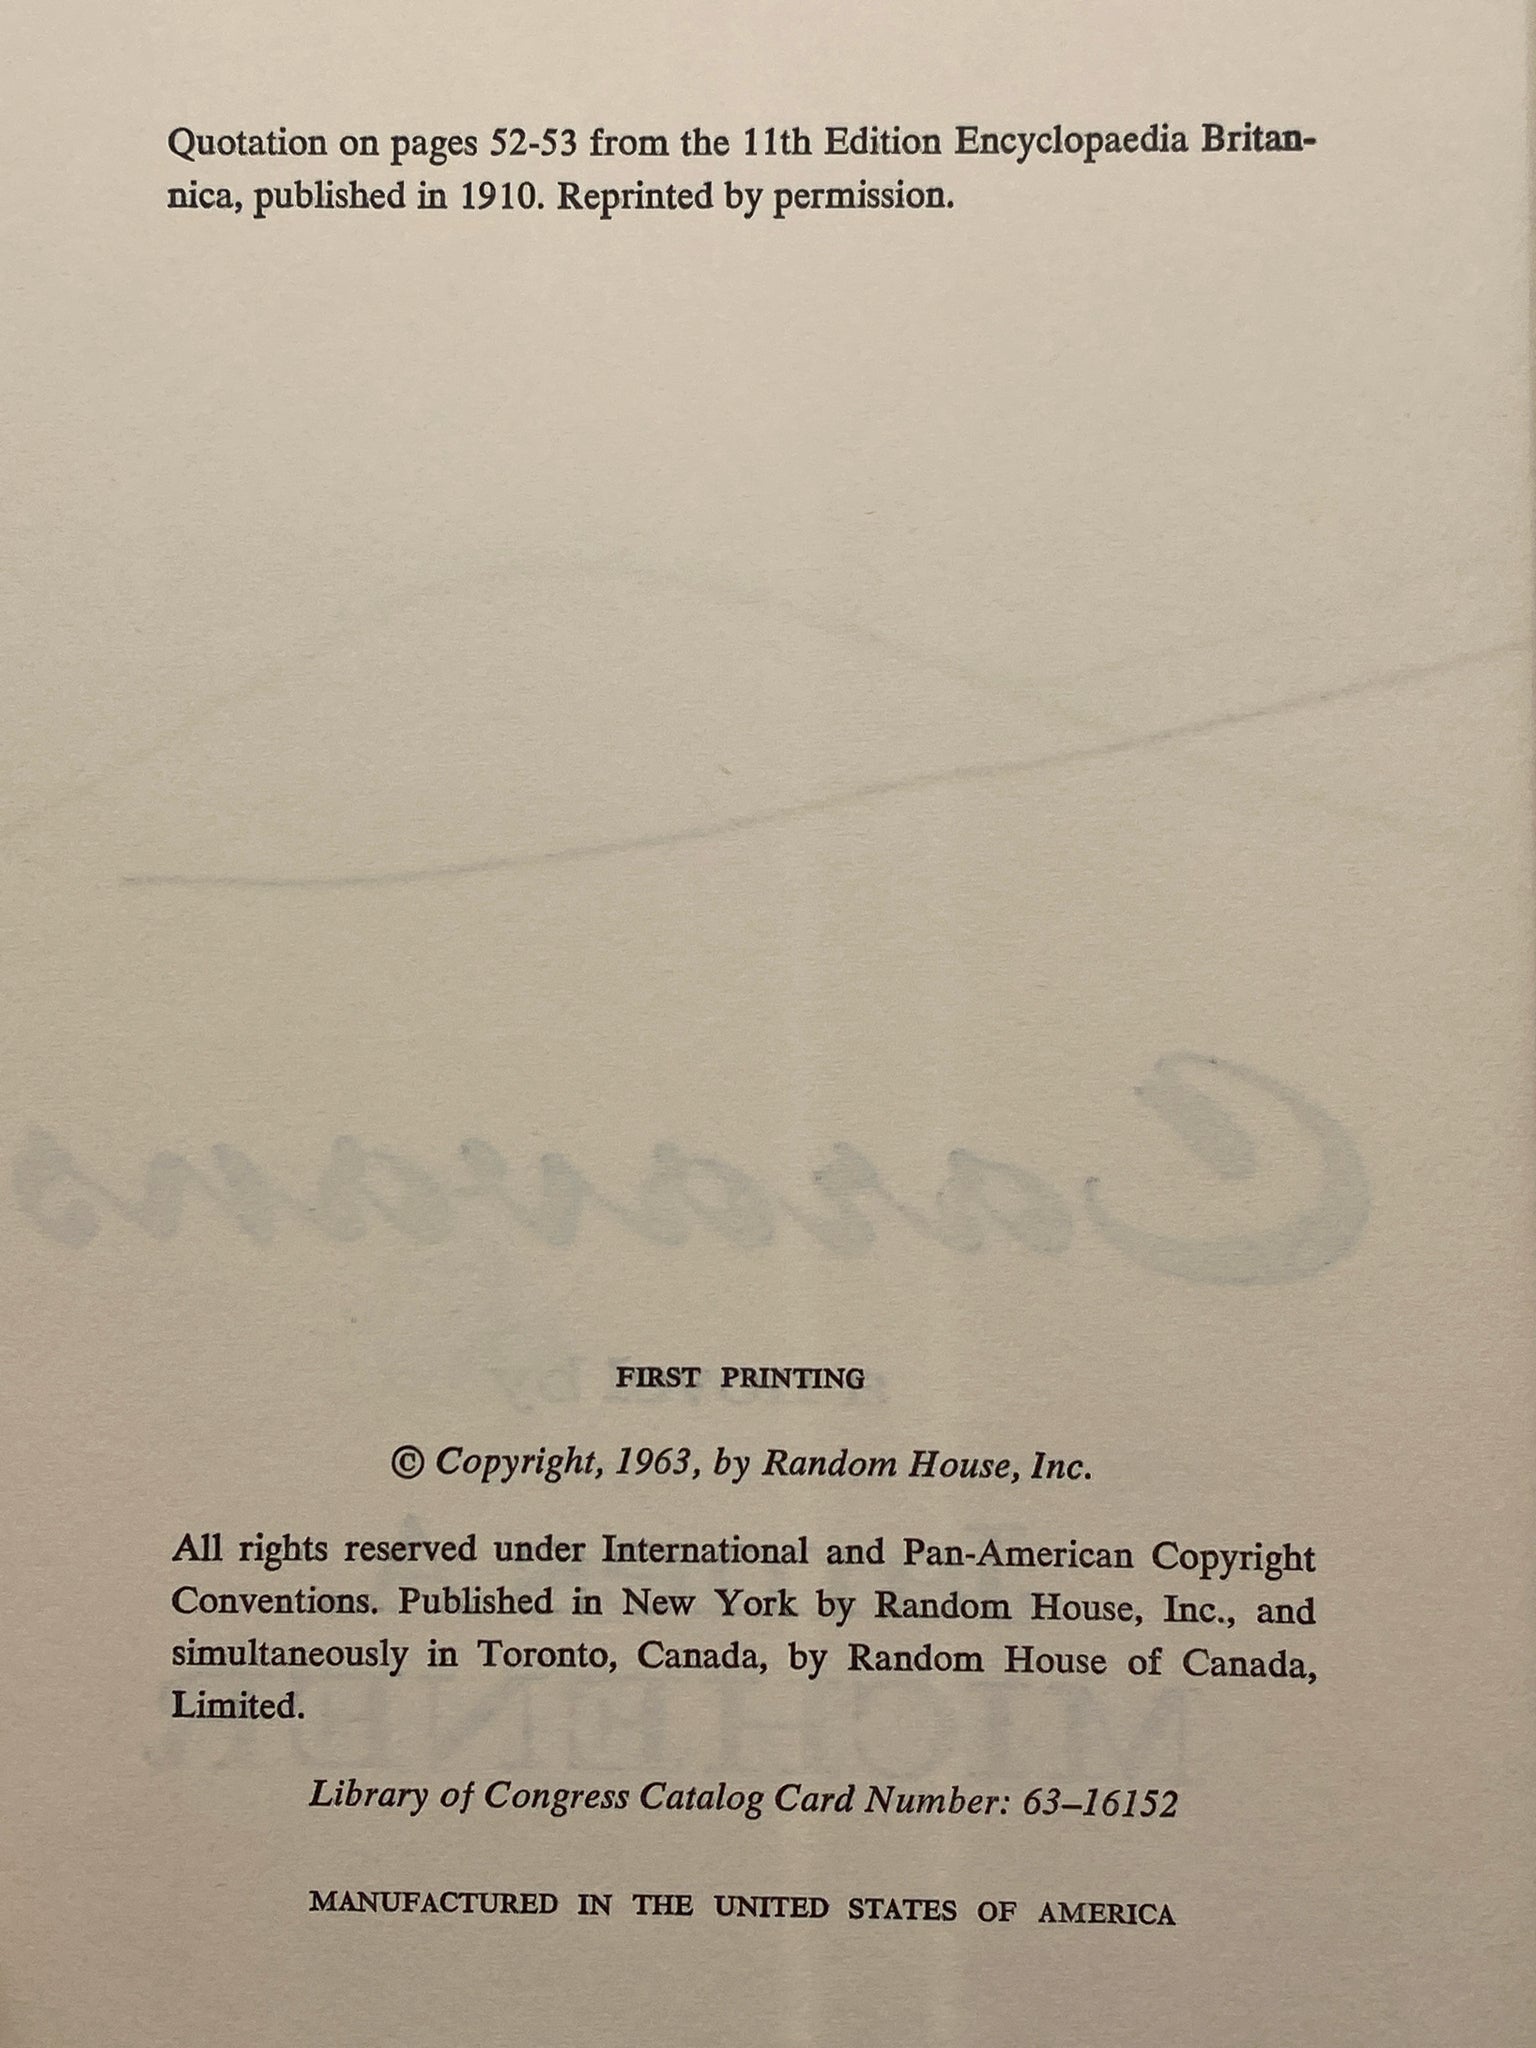 Quotation on pages 52-53 from the 11th Edition Encyclopaedia Britan-
nica, published in 1910. Reprinted by permission.
Caravans
by
FIRST PRINTING
© Copyright, 1963, by Random House, Inc.
All rights reserved under International and Pan-American Copyright
Conventions. Published in New York by Random House, Inc., and
simultaneously in Toronto, Canada, by Random House of Canada,
Limited.
MICHENER
Library of Congress Catalog Card Number: 63–16152
MANUFACTURED IN THE UNITED STATES OF AMERICA